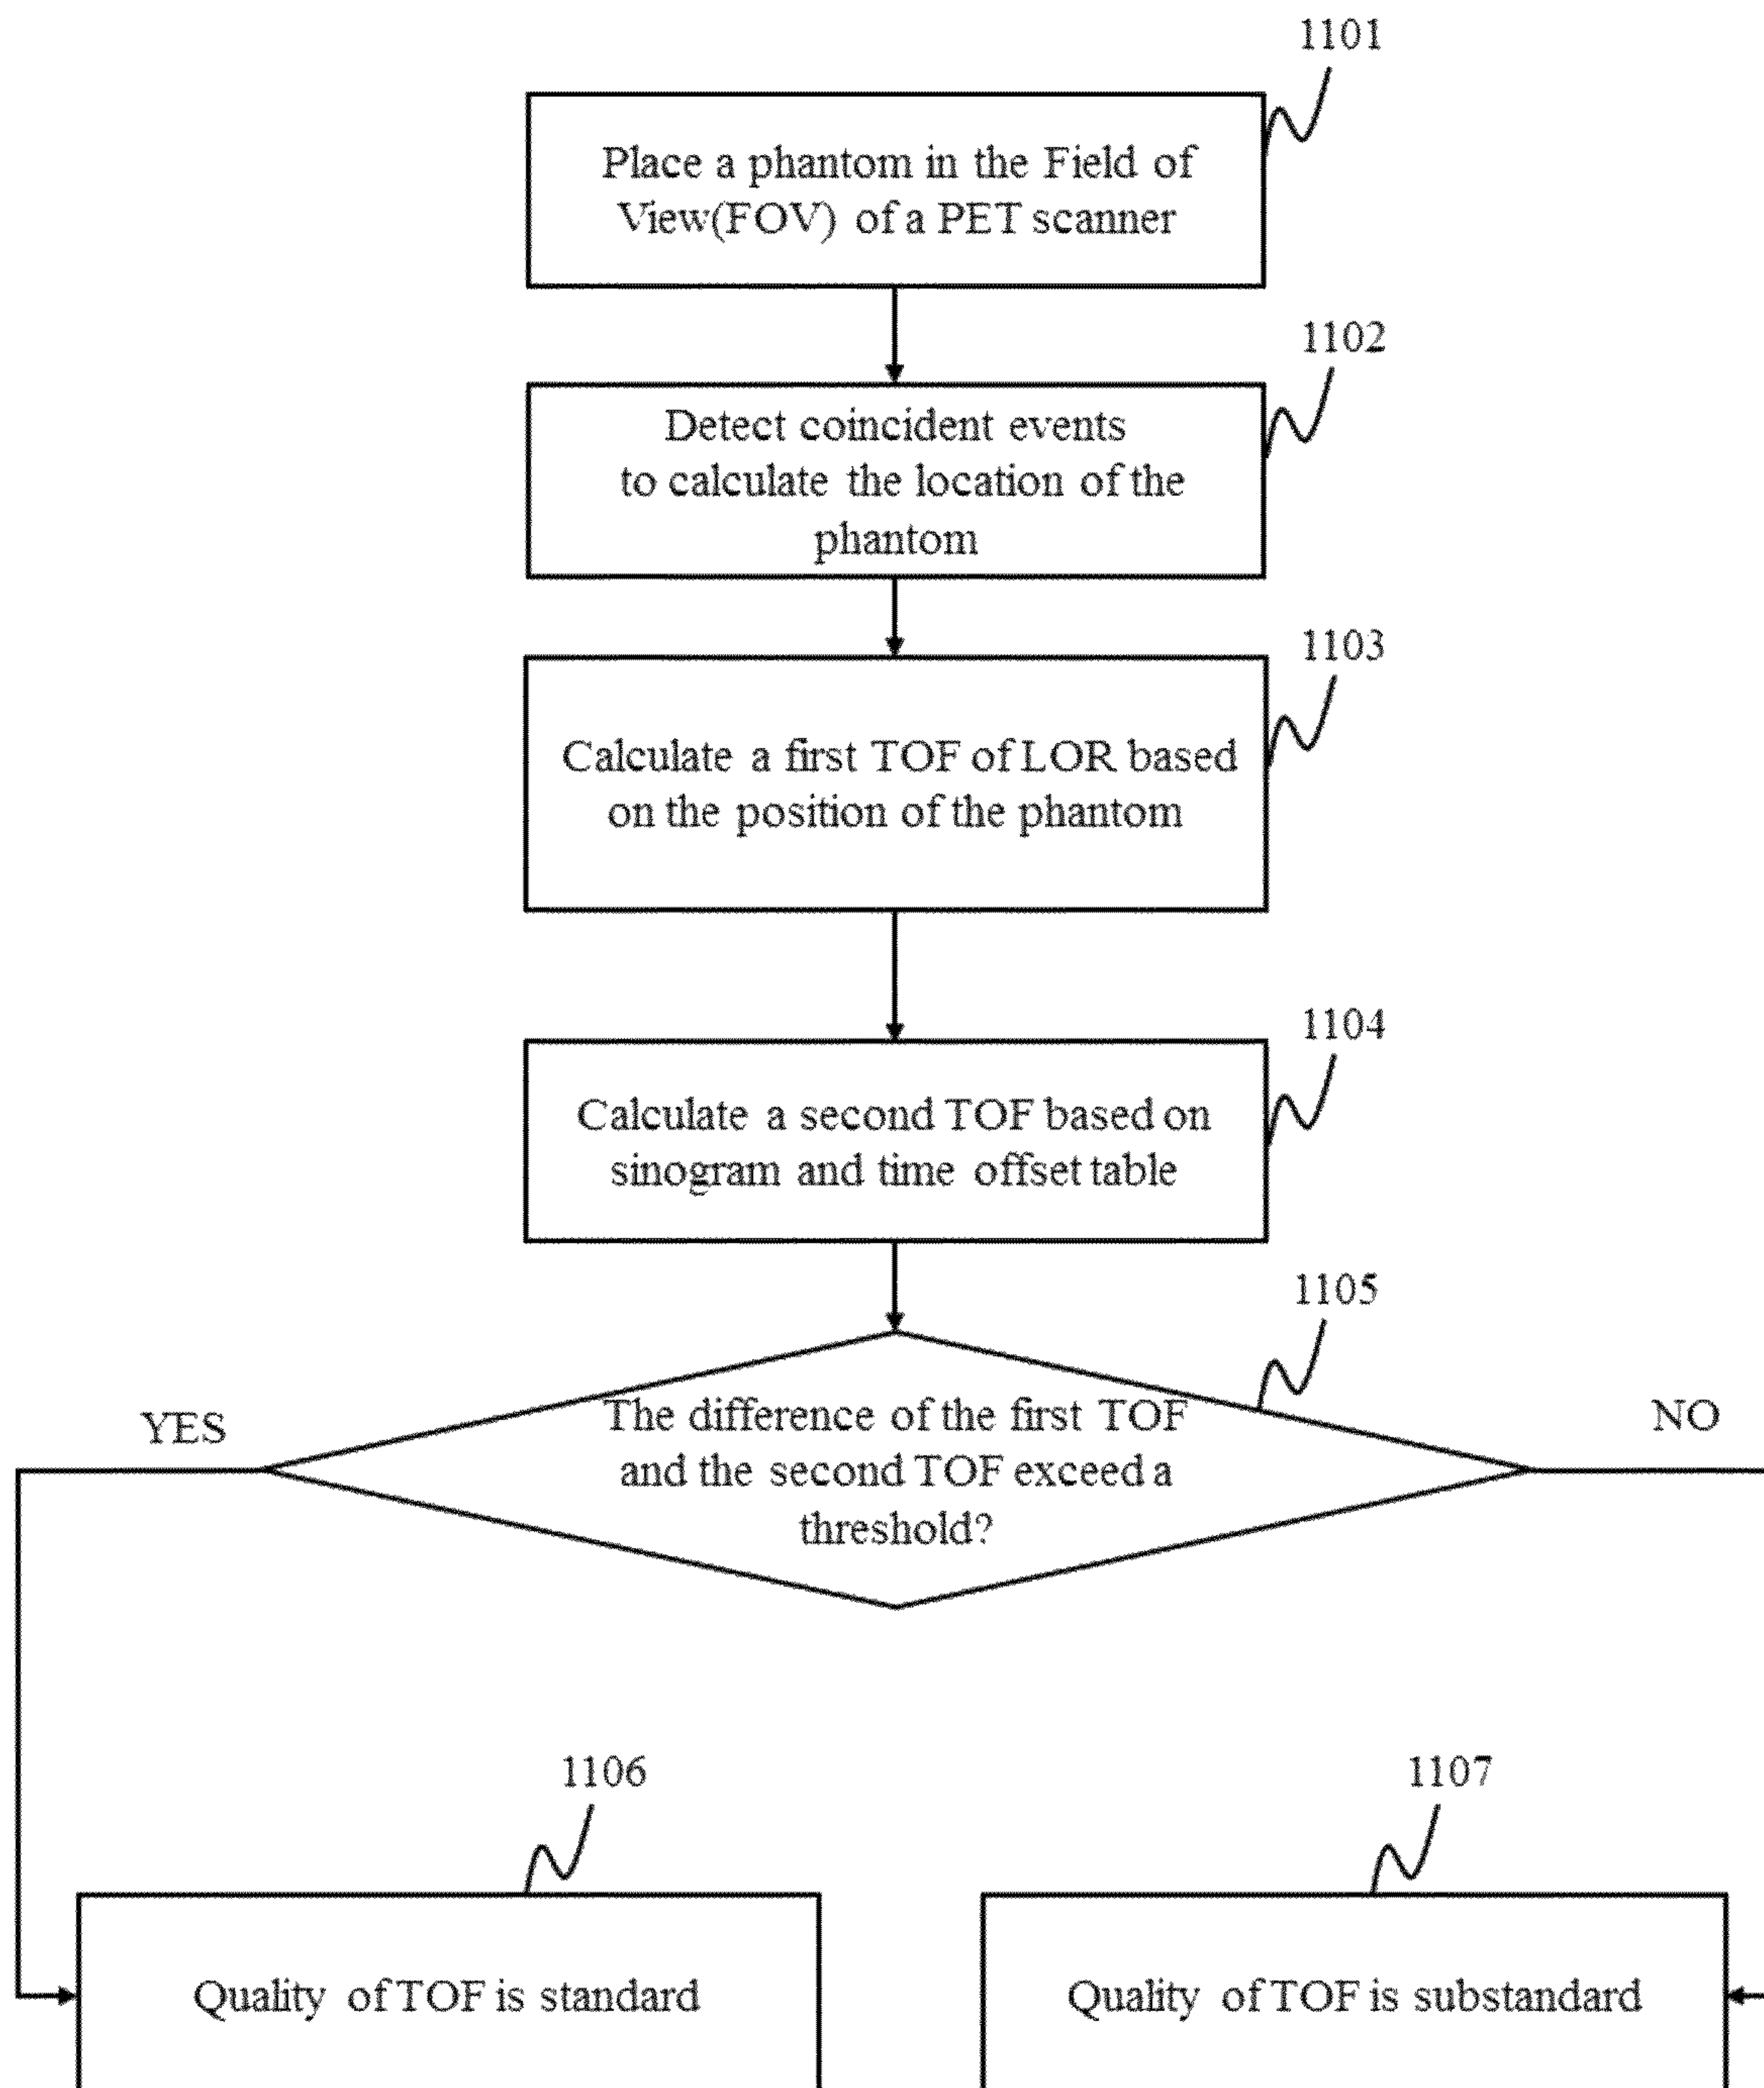 1101
Place a phantom in the Field of
View(FOV) of a PET scanner
1102
Detect coincident events
to calculate the location of the
phantom
1103
Calculate a first TOF of LOR based
on the position of the phantom
1104
Calculate a second TOF based on
sinogram and time offset table
1105
The difference of the first TOF
and the second TOF exceed a
threshold?
YES
NO
1106
Quality of TOF is standard
1107
Quality of TOF is substandard